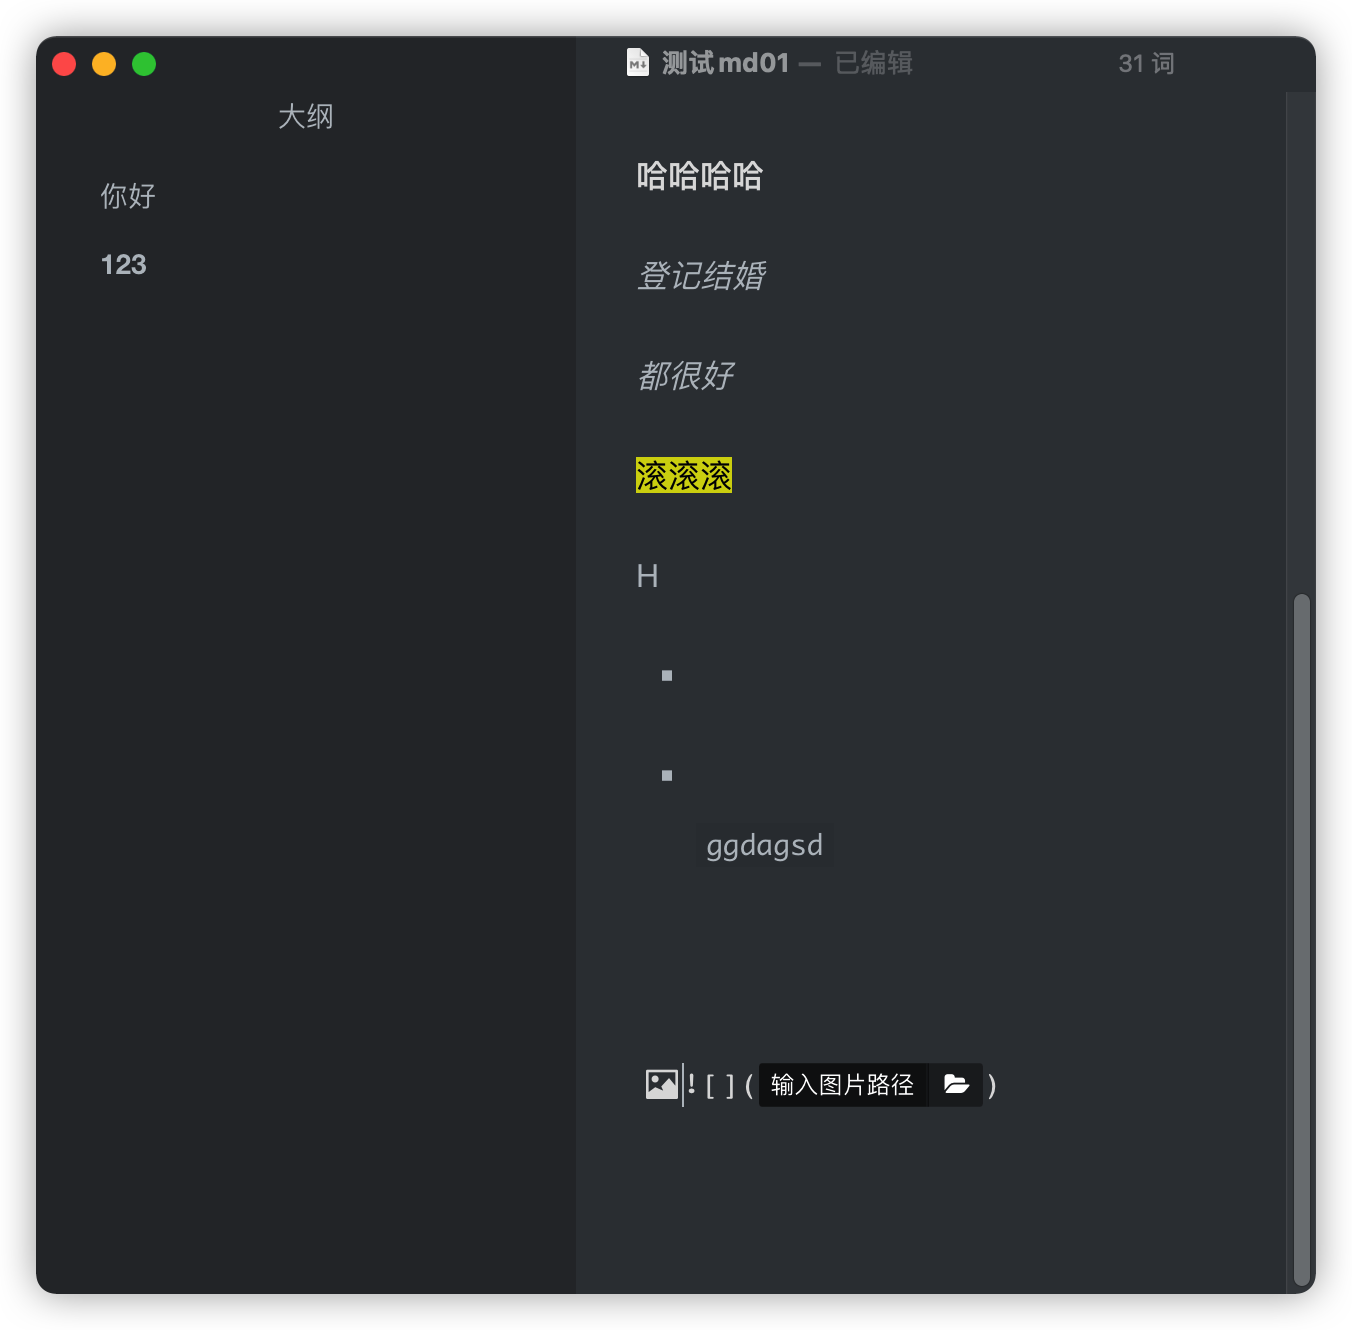 测试md01 — 已编辑
31 词
大纲
你好
123
哈哈哈哈
登记结婚
都很好
滚滚滚
H
ggdagsd
![](输入图片路径)